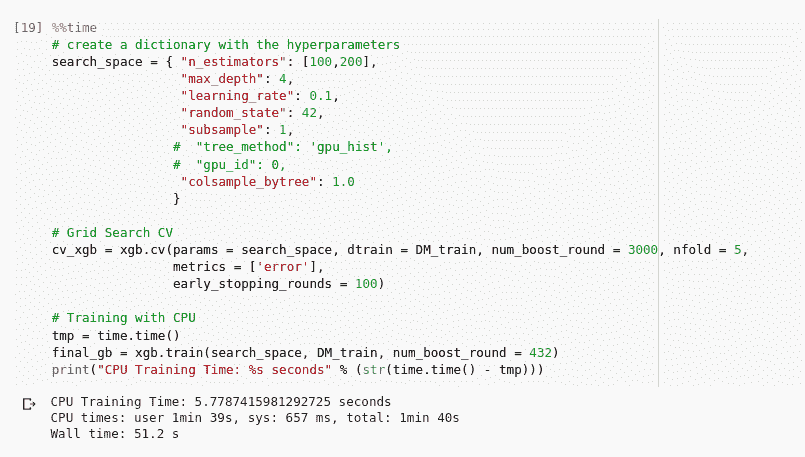 [19] %%time
# create a dictionary with the hyperparameters
search_space = { "n_estimators": [100,200],
"max_depth": 4,
"learning_rate": 0.1,
"random_state": 42,
"subsample": 1,
#  "tree_method": 'gpu_hist',
#  "gpu_id": 0,
"colsample_bytree": 1.0
}
# Grid Search CV
cv_xgb = xgb.cv(params = search_space, dtrain = DM_train, num_boost_round = 3000, nfold = 5,
metrics = ['error'],
early_stopping_rounds = 100)
# Training with CPU
tmp = time.time()
final_gb = xgb.train(search_space, DM_train, num_boost_round = 432)
print("CPU Training Time: %s seconds" % (str(time.time() - tmp)))
CPU Training Time: 5.7787415981292725 seconds
CPU times: user 1min 39s, sys: 657 ms, total: 1min 40s
Wall time: 51.2 s